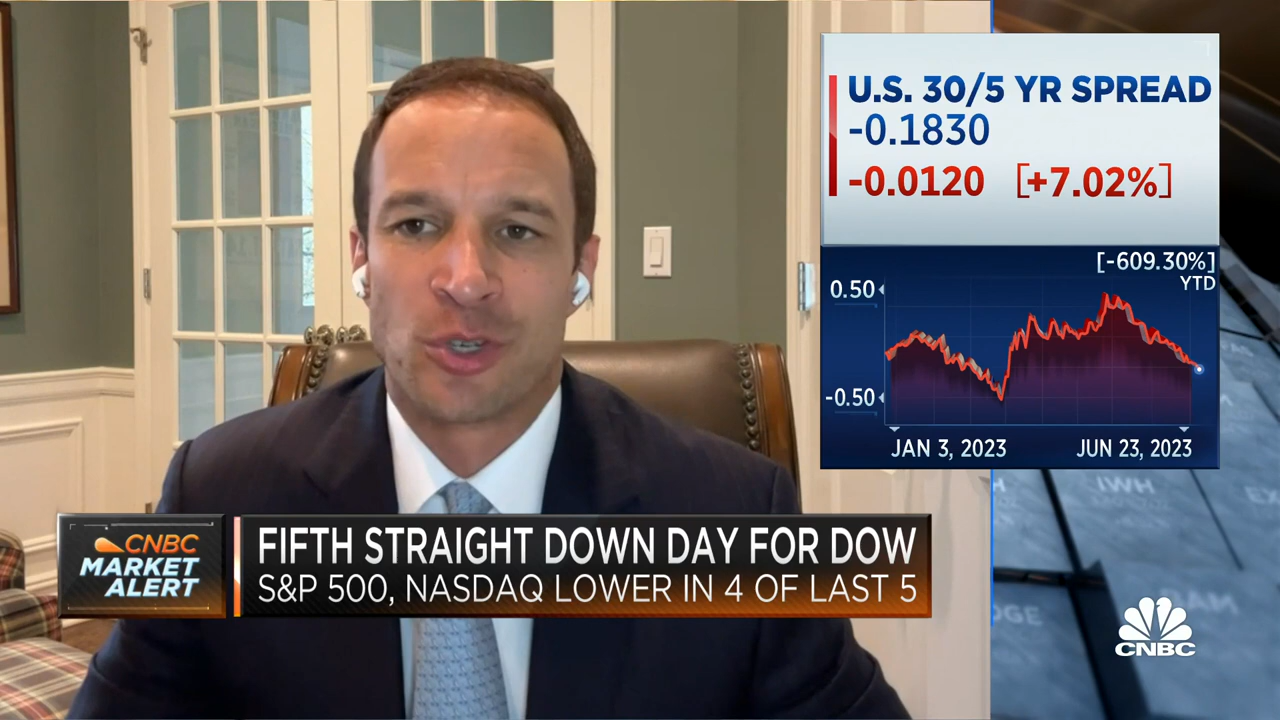 U.S. 30/5 YR SPREAD
-0.1830
-0.0120 [+7.02%]
[-609.30%]
YTD
0.50
-0.50
JAN 3, 2023 JUN 23, 2023
CNBC
MARKET
ALERT
FIFTH STRAIGHT DOWN DAY FOR DOW
S&P 500, NASDAQ LOWER IN 4 OF LAST 5
IWH
CNBC